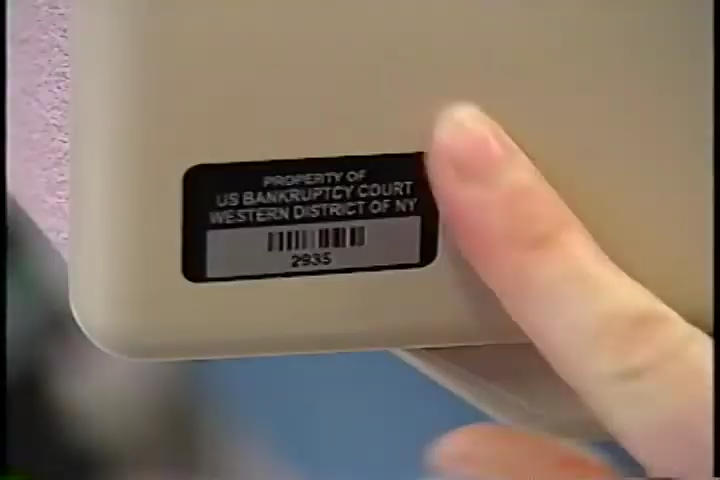 PROPERTY OF
US BANKRUPTCY COURT
WESTERN DISTRICT OF NY
2935